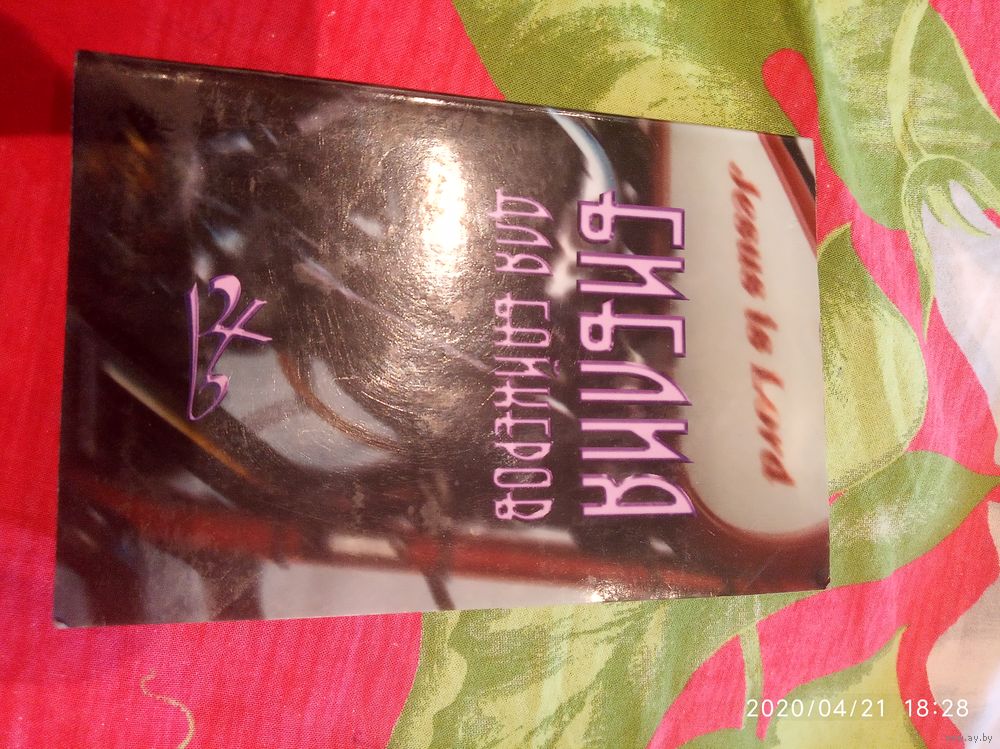 Jesus is Lord
БИБЛИЯ
ДЛЯ БАЙКЕРОВ
2020/04/21 18:28